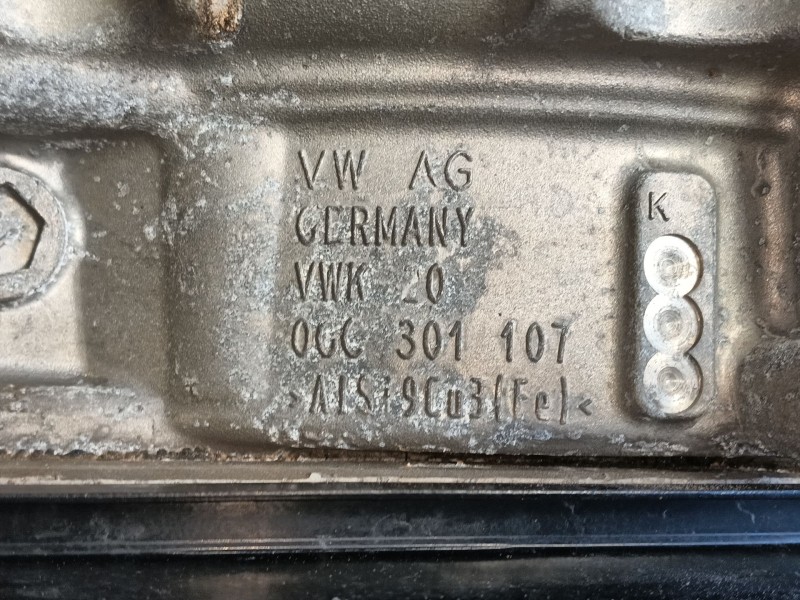 VW AG
GERMANY
VWK 20
0GC 301 107
>AlSi9Cu3(Fe)<
K